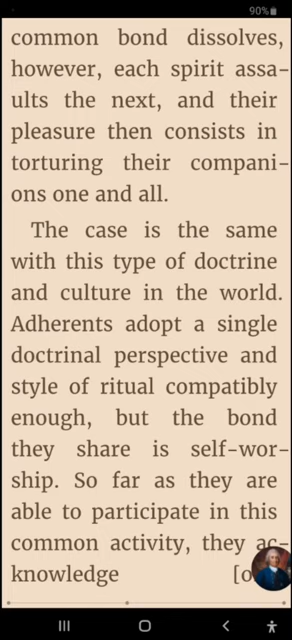 90%
common bond dissolves,
however, each spirit assa-
ults the next, and their
pleasure then consists in
torturing their compani-
ons one and all.
The case is the same
with this type of doctrine
and culture in the world.
Adherents adopt a single
doctrinal perspective and
style of ritual compatibly
enough, but the bond
they share is self-wor-
ship. So far as they are
able to participate in this
common activity, they ac-
knowledge [o